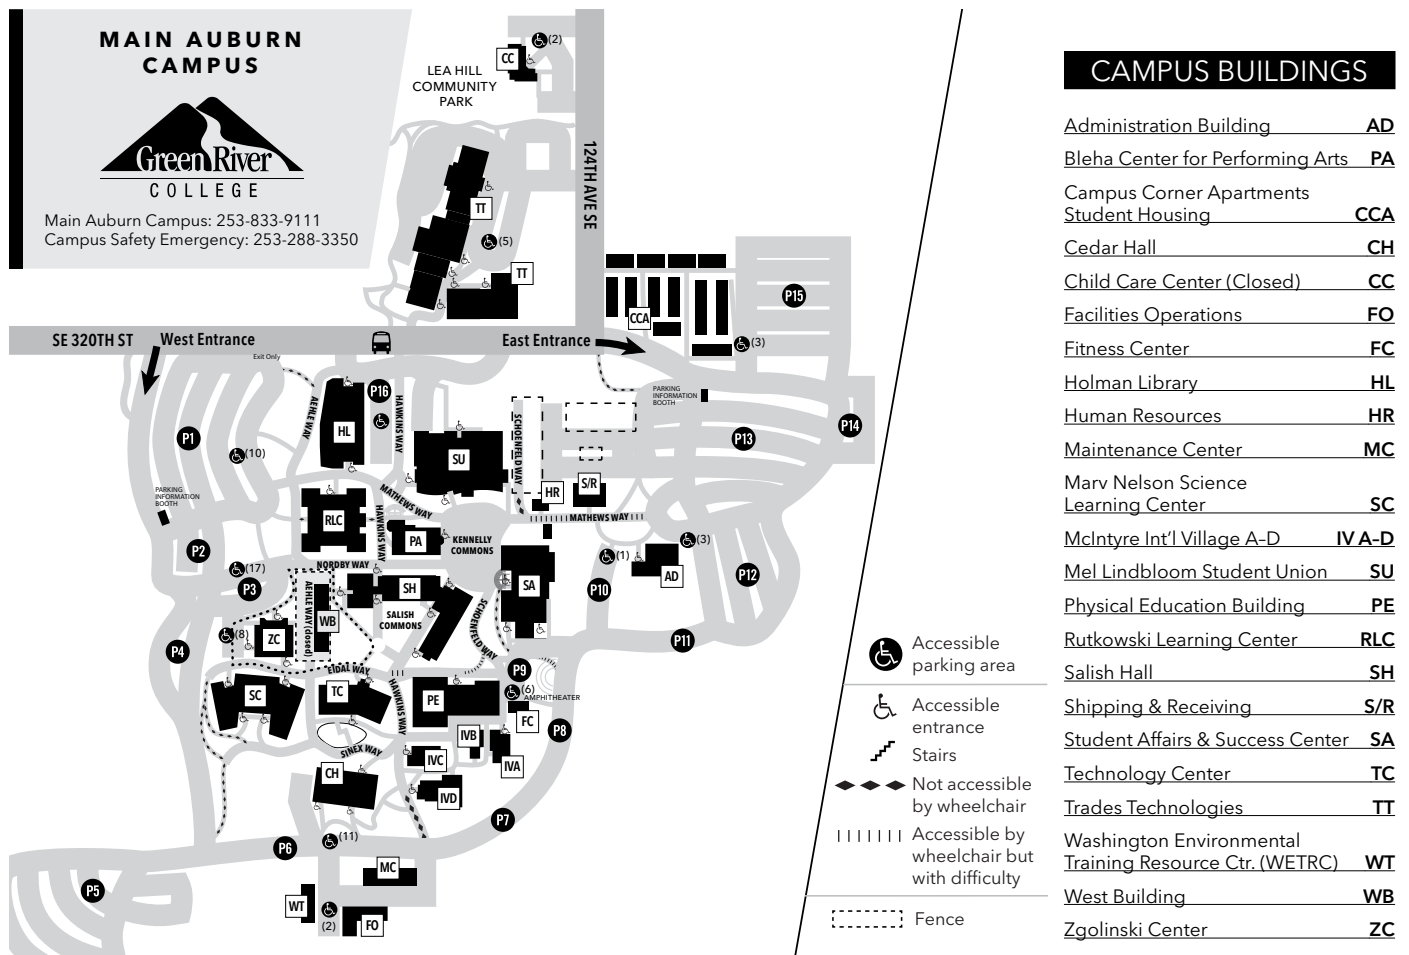 MAIN AUBURN
CAMPUS
Green River
COLLEGE
Main Auburn Campus: 253-833-9111
Campus Safety Emergency: 253-288-3350
LEA HILL
COMMUNITY
PARK
CC
(2)
124TH AVE SE
TT
(5)
TT
CCA
P15
(3)
SE 320TH ST
West Entrance
East Entrance
Exit Only
PARKING
INFORMATION
BOOTH
P16
AEHLE WAY
HAWKINS WAY
SCHOENFELD WAY
P1
HL
SU
P13
P14
(10)
S/R
HR
PARKING
INFORMATION
BOOTH
MATHEWS WAY
MATHEWS WAY
RLC
HAWKINS WAY
PA
KENNELLY
COMMONS
P2
(17)
NORDBY WAY
(1)
(3)
AD
P12
P3
AEHLE WAY (closed)
WB
SH
SA
P10
SALISH
COMMONS
SCHOENFELD WAY
(8)
ZC
P4
P11
EIDAL WAY
P9
SC
TC
HAWKINS WAY
PE
(6)
AMPHITHEATER
FC
P8
IVB
SINEX WAY
IVC
IVA
CH
IVD
P7
(11)
P6
MC
P5
WT
(2)
FO
Accessible
parking area
Accessible
entrance
Stairs
Not accessible
by wheelchair
Accessible by
wheelchair but
with difficulty
Fence
CAMPUS BUILDINGS
Administration Building AD
Bleha Center for Performing Arts PA
Campus Corner Apartments
Student Housing CCA
Cedar Hall CH
Child Care Center (Closed) CC
Facilities Operations FO
Fitness Center FC
Holman Library HL
Human Resources HR
Maintenance Center MC
Marv Nelson Science
Learning Center SC
McIntyre Int’l Village A–D IV A-D
Mel Lindbloom Student Union SU
Physical Education Building PE
Rutkowski Learning Center RLC
Salish Hall SH
Shipping & Receiving S/R
Student Affairs & Success Center SA
Technology Center TC
Trades Technologies TT
Washington Environmental
Training Resource Ctr. (WETRC) WT
West Building WB
Zgolinski Center ZC